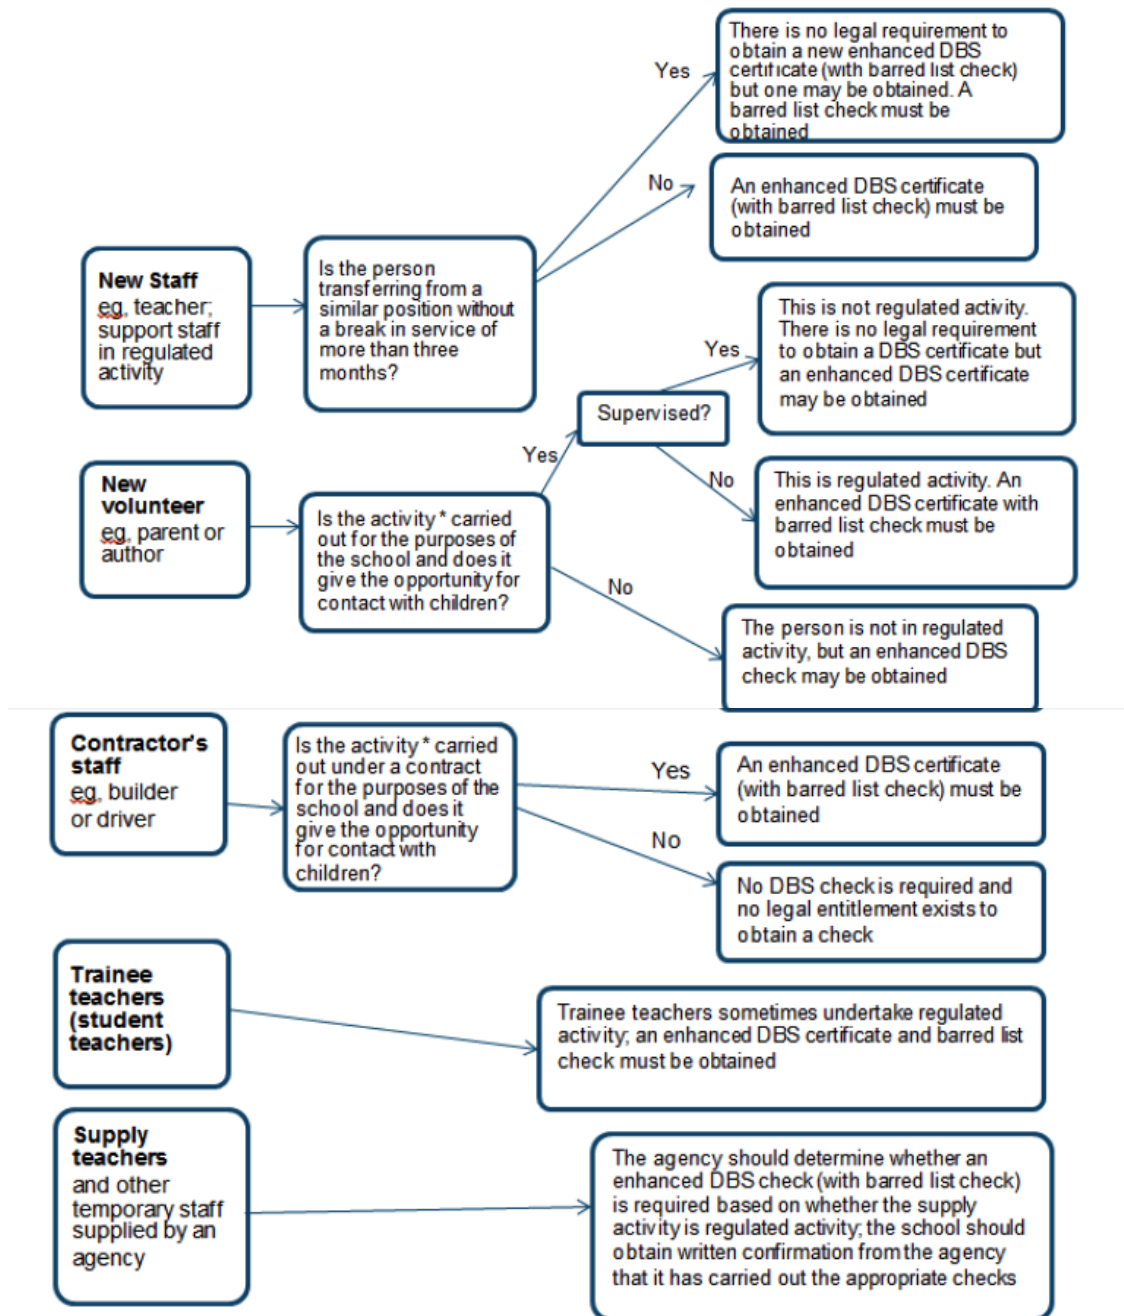 New Staff
eg, teacher;
support staff
in regulated
activity
Is the person
transferring from a
similar position without
a break in service of
more than three
months?
Yes
There is no legal requirement to
obtain a new enhanced DBS
certificate (with barred list check)
but one may be obtained. A
barred list check must be
obtained
No
An enhanced DBS certificate
(with barred list check) must be
obtained
New
volunteer
eg, parent or
author
Is the activity * carried
out for the purposes of
the school and does it
give the opportunity for
contact with children?
Yes
Supervised?
Yes
This is not regulated activity.
There is no legal requirement
to obtain a DBS certificate but
an enhanced DBS certificate
may be obtained
No
This is regulated activity. An
enhanced DBS certificate with
barred list check must be
obtained
No
The person is not in regulated
activity, but an enhanced DBS
check may be obtained
Contractor's
staff
eg, builder
or driver
Is the activity * carried
out under a contract
for the purposes of the
school and does it
give the opportunity
for contact with
children?
Yes
An enhanced DBS certificate
(with barred list check) must be
obtained
No
No DBS check is required and
no legal entitlement exists to
obtain a check
Trainee
teachers
(student
teachers)
Trainee teachers sometimes undertake regulated
activity; an enhanced DBS certificate and barred list
check must be obtained
Supply
teachers
and other
temporary staff
supplied by an
agency
The agency should determine whether an
enhanced DBS check (with barred list check)
is required based on whether the supply
activity is regulated activity; the school should
obtain written confirmation from the agency
that it has carried out the appropriate checks